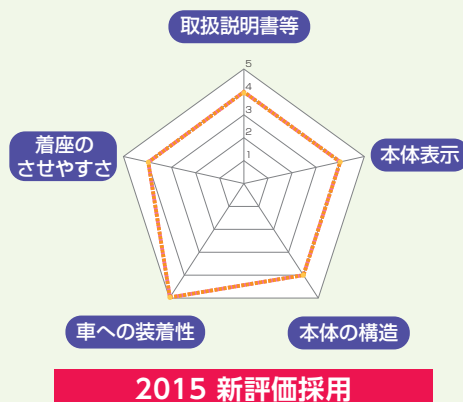 取扱説明書等
5
4
3
2
1
着座の
させやすさ
本体表示
車への装着性
本体の構造
2015 新評価採用